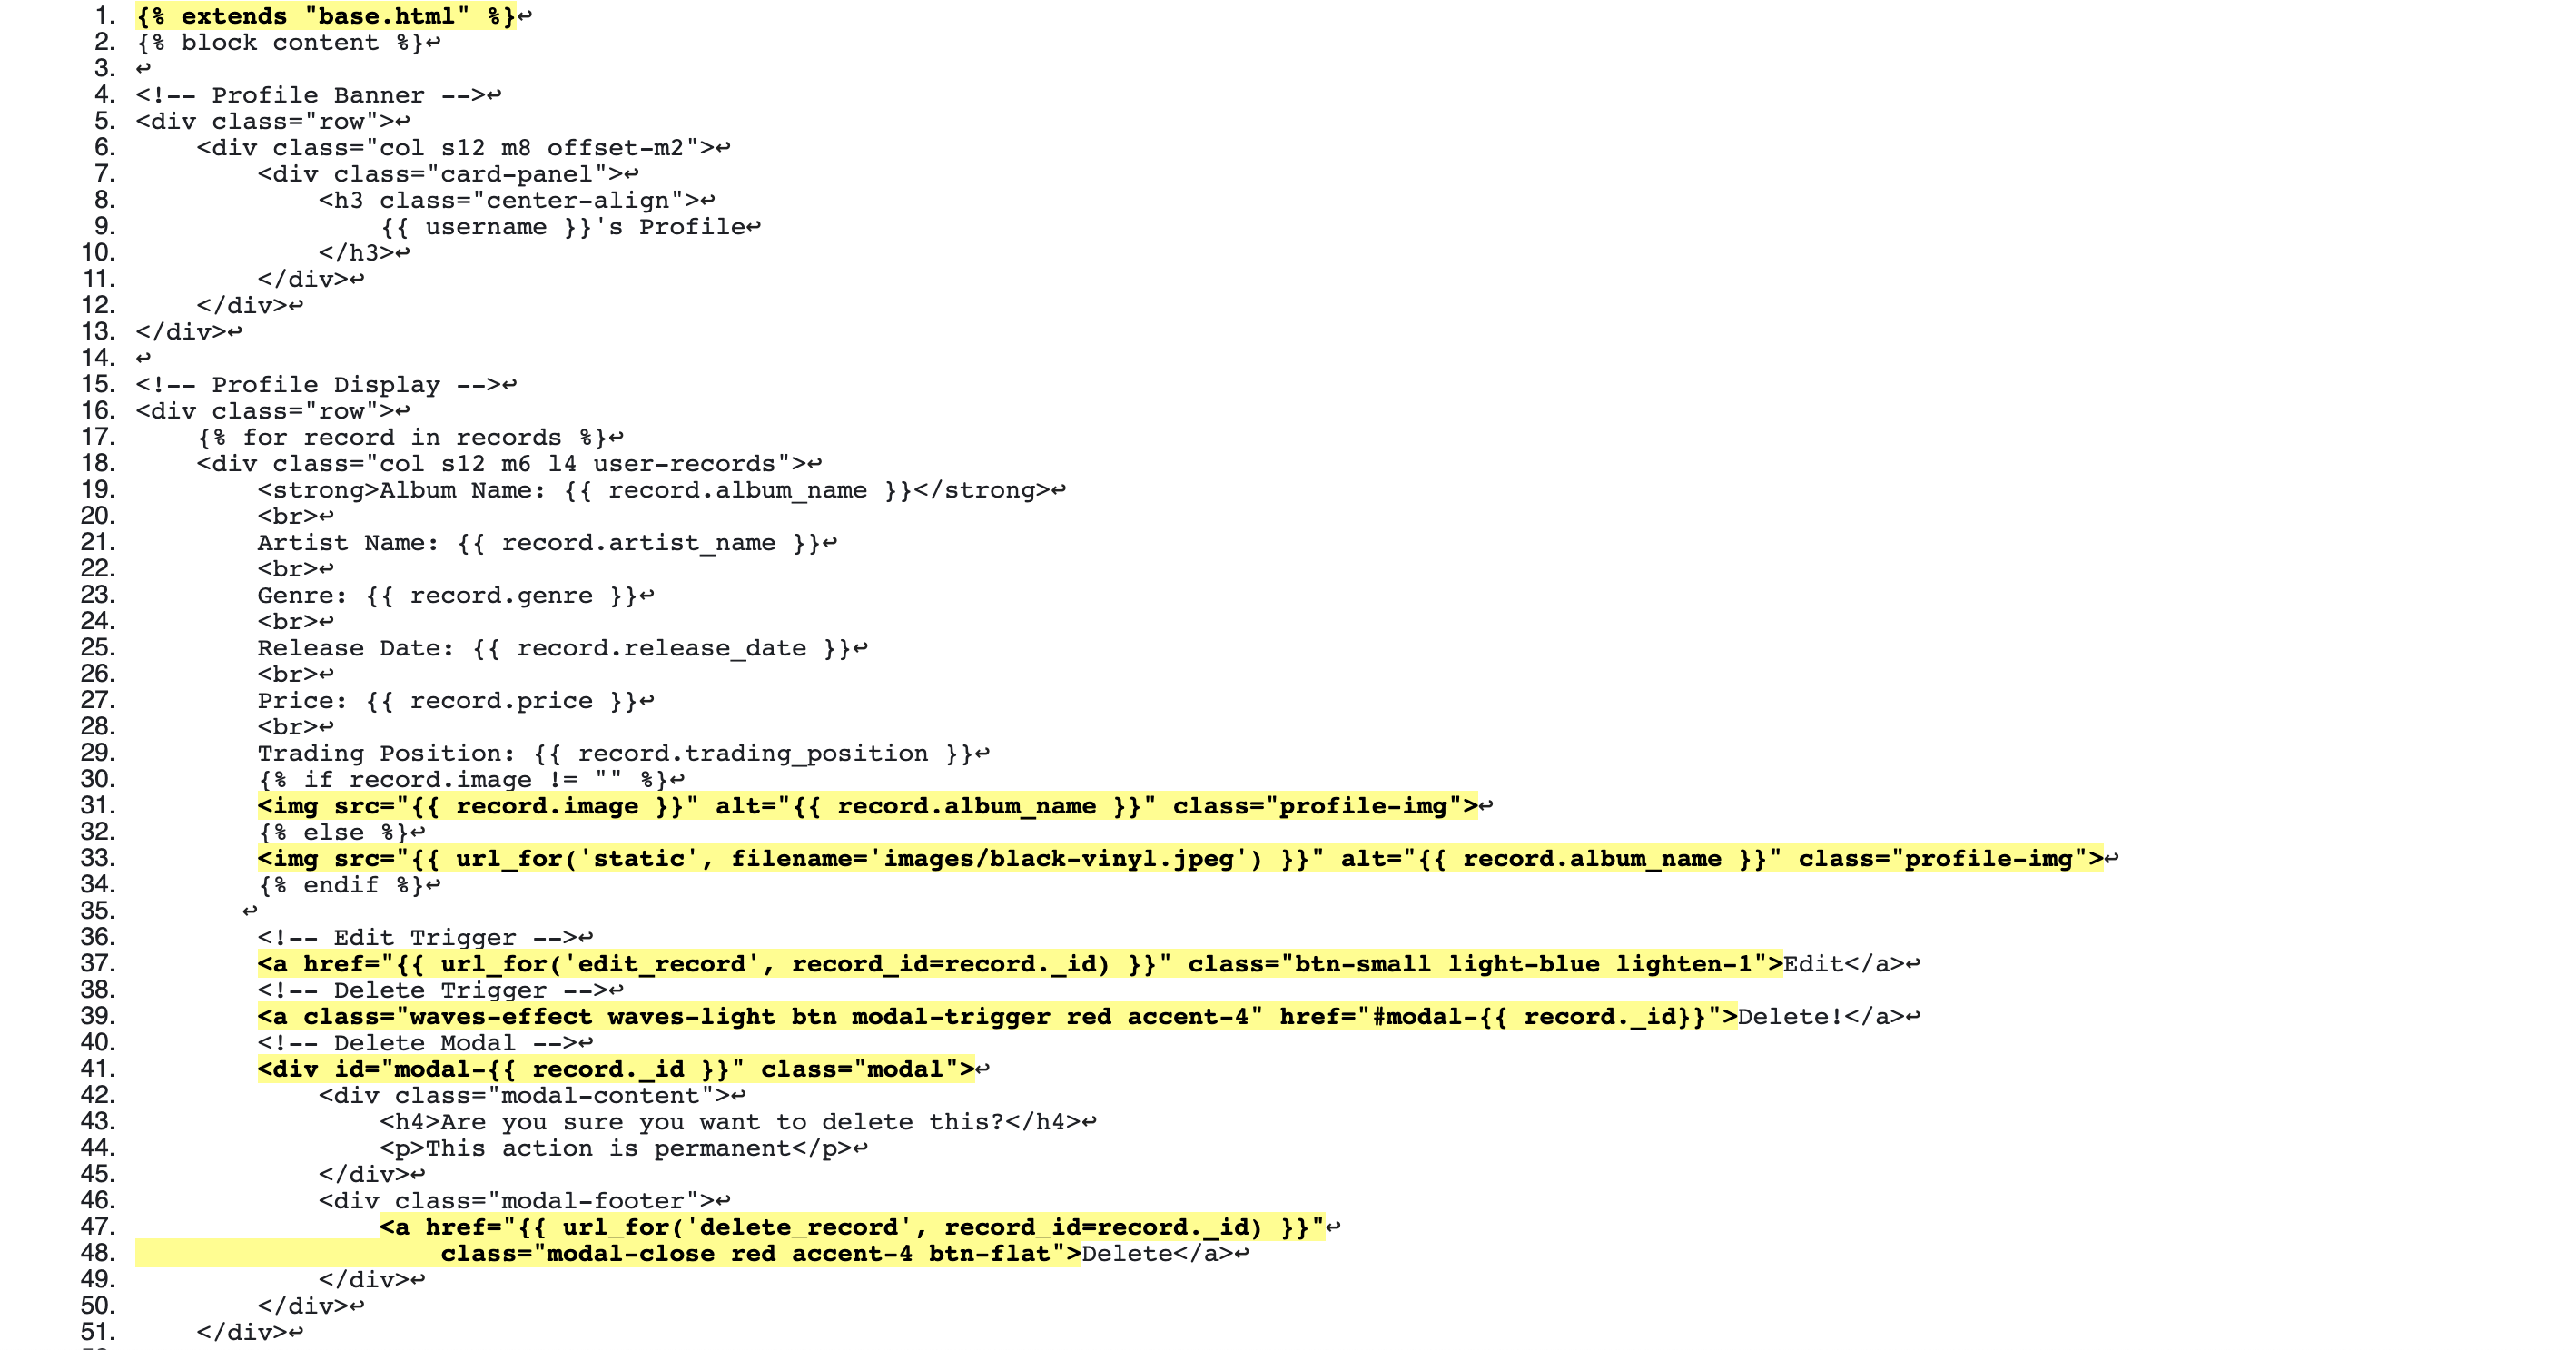 1. {% extends "base.html" %}↩
2. {% block content %}↩
3. ↩
4. <!-- Profile Banner -->↩
5. <div class="row">↩
6.     <div class="col s12 m8 offset-m2">↩
7.         <div class="card-panel">↩
8.             <h3 class="center-align">↩
9.                 {{ username }}'s Profile↩
10.             </h3>↩
11.         </div>↩
12.     </div>↩
13. </div>↩
14. ↩
15. <!-- Profile Display -->↩
16. <div class="row">↩
17.     {% for record in records %}↩
18.     <div class="col s12 m6 l4 user-records">↩
19.         <strong>Album Name: {{ record.album_name }}</strong>↩
20.         <br>↩
21.         Artist Name: {{ record.artist_name }}↩
22.         <br>↩
23.         Genre: {{ record.genre }}↩
24.         <br>↩
25.         Release Date: {{ record.release_date }}↩
26.         <br>↩
27.         Price: {{ record.price }}↩
28.         <br>↩
29.         Trading Position: {{ record.trading_position }}↩
30.         {% if record.image != "" %}↩
31.         <img src="{{ record.image }}" alt="{{ record.album_name }}" class="profile-img">↩
32.         {% else %}↩
33.         <img src="{{ url_for('static', filename='images/black-vinyl.jpeg') }}" alt="{{ record.album_name }}" class="profile-img">↩
34.         {% endif %}↩
35.        ↩
36.         <!-- Edit Trigger -->↩
37.         <a href="{{ url_for('edit_record', record_id=record._id) }}" class="btn-small light-blue lighten-1">Edit</a>↩
38.         <!-- Delete Trigger -->↩
39.         <a class="waves-effect waves-light btn modal-trigger red accent-4" href="#modal-{{ record._id}}">Delete!</a>↩
40.         <!-- Delete Modal -->↩
41.         <div id="modal-{{ record._id }}" class="modal">↩
42.             <div class="modal-content">↩
43.                 <h4>Are you sure you want to delete this?</h4>↩
44.                 <p>This action is permanent</p>↩
45.             </div>↩
46.             <div class="modal-footer">↩
47.                 <a href="{{ url_for('delete_record', record_id=record._id) }}"↩
48.                     class="modal-close red accent-4 btn-flat">Delete</a>↩
49.             </div>↩
50.         </div>↩
51.     </div>↩